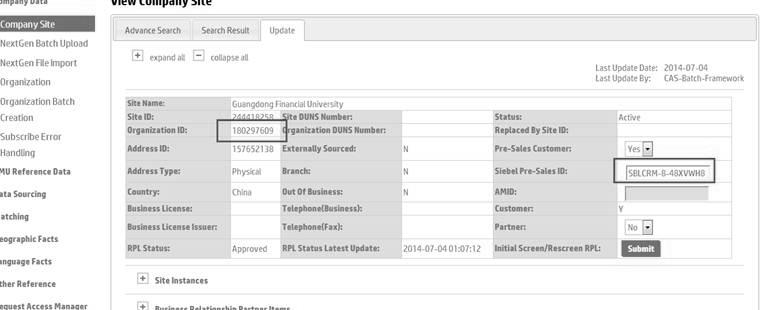 Company Data
View Company Site
Company Site
NextGen Batch Upload
NextGen File Import
Organization
Organization Batch
Creation
Subscribe Error
Handling
MU Reference Data
ata Sourcing
atching
eographic Facts
anguage Facts
ther Reference
equest Access Manager
Advance Search Search Result Update
+ expand all − collapse all
Last Update Date: 2014-07-04
Last Update By: CAS-Batch-Framework
Site Name: Guangdong Financial University
Site ID: 244418258 Site DUNS Number: Status: Active
Organization ID: 180297609 Organization DUNS Number: Replaced By Site ID:
Address ID: 157652138 Externally Sourced: N Pre-Sales Customer: Yes
Address Type: Physical Branch: N Siebel Pre-Sales ID: SBLCRM-8-48XVWH8
Country: China Out Of Business: N AMID:
Business License: Telephone(Business): Customer: Y
Business License Issuer: Telephone(Fax): Partner: No
RPL Status: Approved RPL Status Latest Update: 2014-07-04 01:07:12 Initial Screen/Rescreen RPL: Submit
+ Site Instances
+ Business Relationship Partner Items